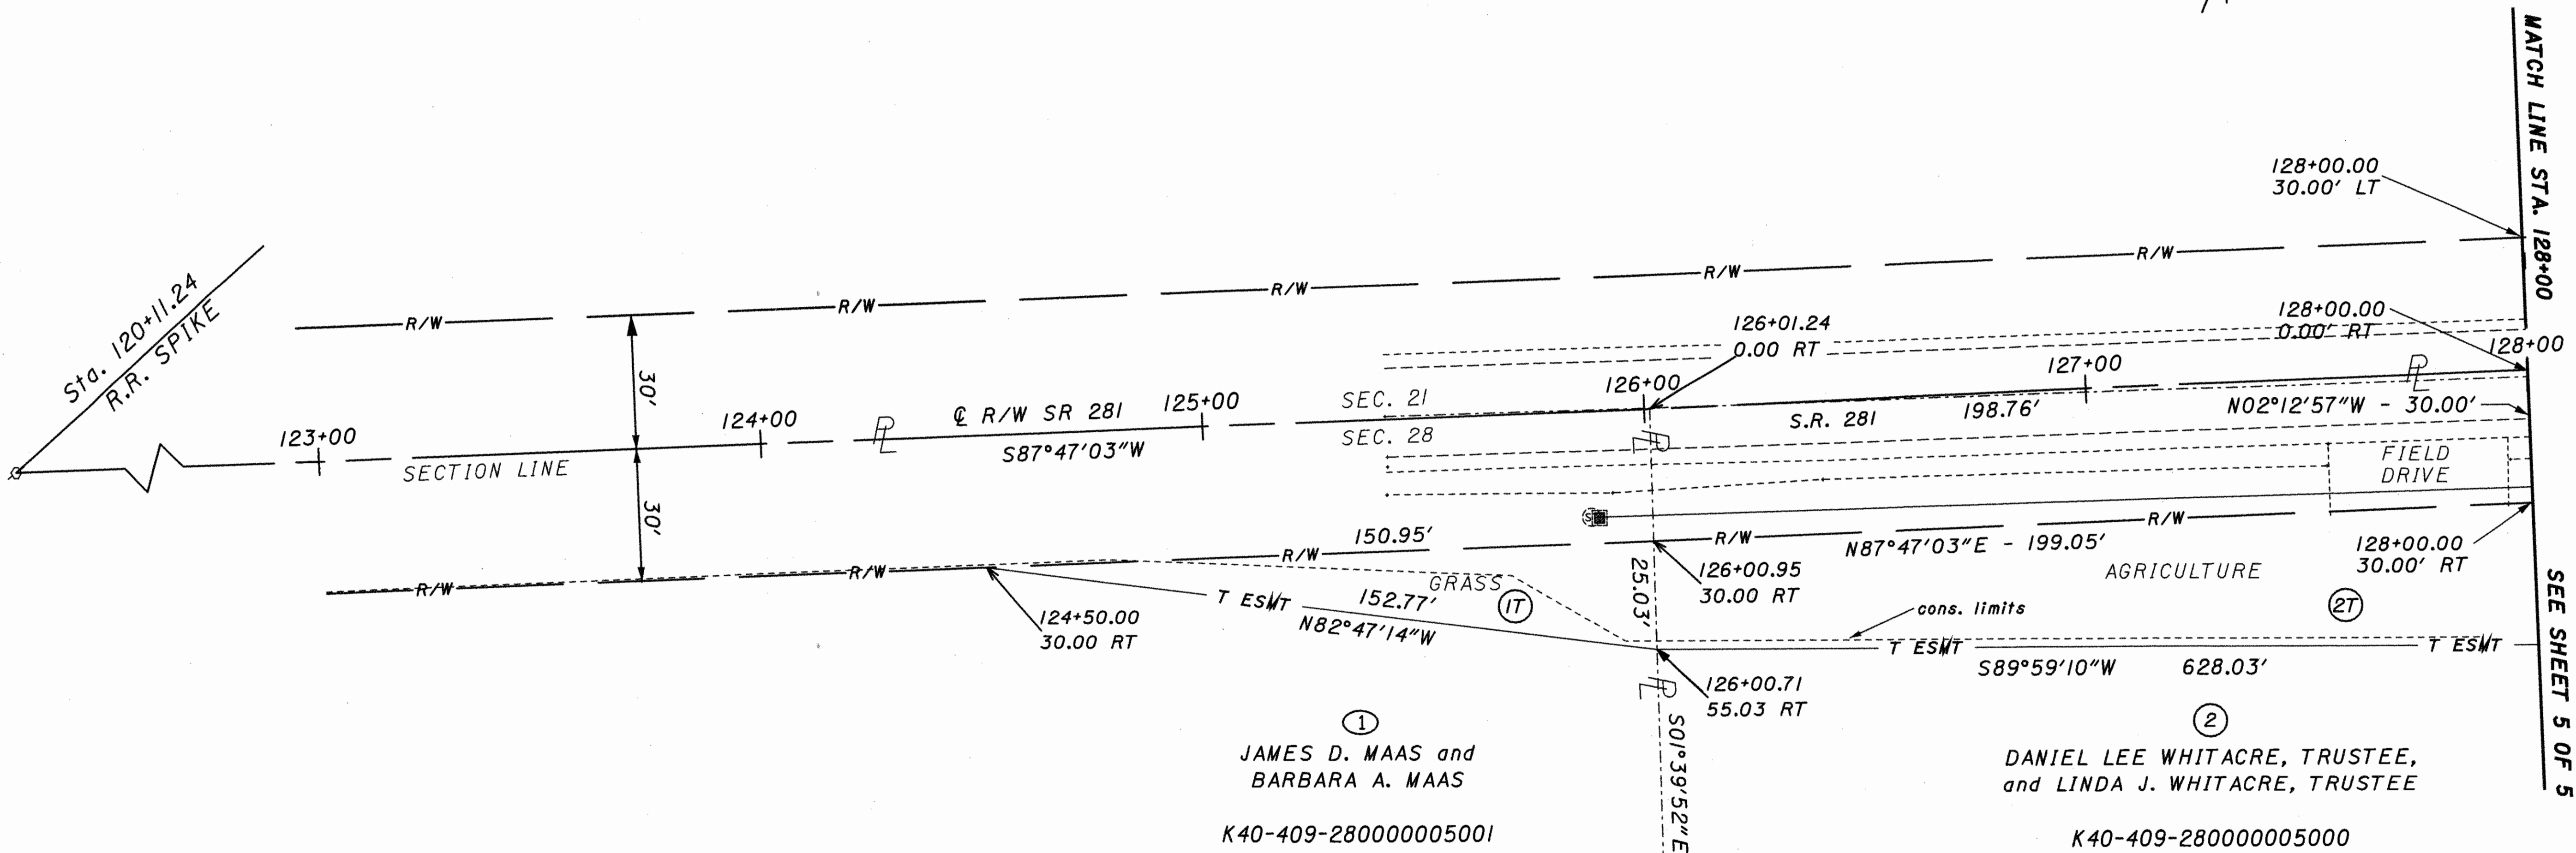 MATCH LINE STA. 128+00
128+00.00
30.00' LT
R/W
R/W
R/W
R/W
R/W
Sta. 120+11.24
R.R. SPIKE
30'
126+01.24
0.00 RT
128+00.00
0.00' RT
128+00
127+00
126+00
SEC. 21
125+00
℄ R/W SR 281
124+00
PL
PL
123+00
SECTION LINE
S87°47'03"W
SEC. 28
PL
S.R. 281
198.76'
N02°12'57"W - 30.00'
FIELD
DRIVE
30'
150.95'
R/W
R/W
R/W
R/W
R/W
N87°47'03"E - 199.05'
128+00.00
30.00' RT
126+00.95
30.00 RT
25.03'
AGRICULTURE
GRASS
1T
2T
cons. limits
124+50.00
30.00 RT
T ESMT
152.77'
N82°47'14"W
T ESMT
T ESMT
S89°59'10"W
628.03'
126+00.71
55.03 RT
PL
S01°39'52"E
SEE SHEET 5 OF 5
1
JAMES D. MAAS and
BARBARA A. MAAS
K40-409-280000005001
2
DANIEL LEE WHITACRE, TRUSTEE,
and LINDA J. WHITACRE, TRUSTEE
K40-409-280000005000